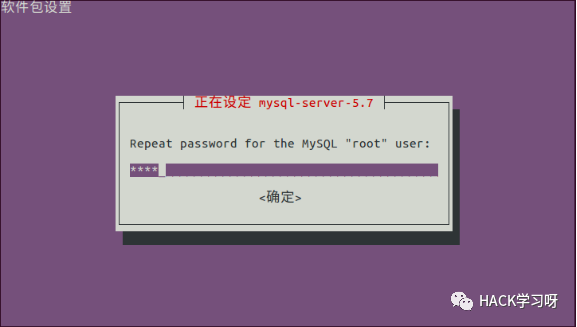 软件包设置
正在设定 mysql-server-5.7
Repeat password for the MySQL "root" user:
****
<确定>
HACK学习呀